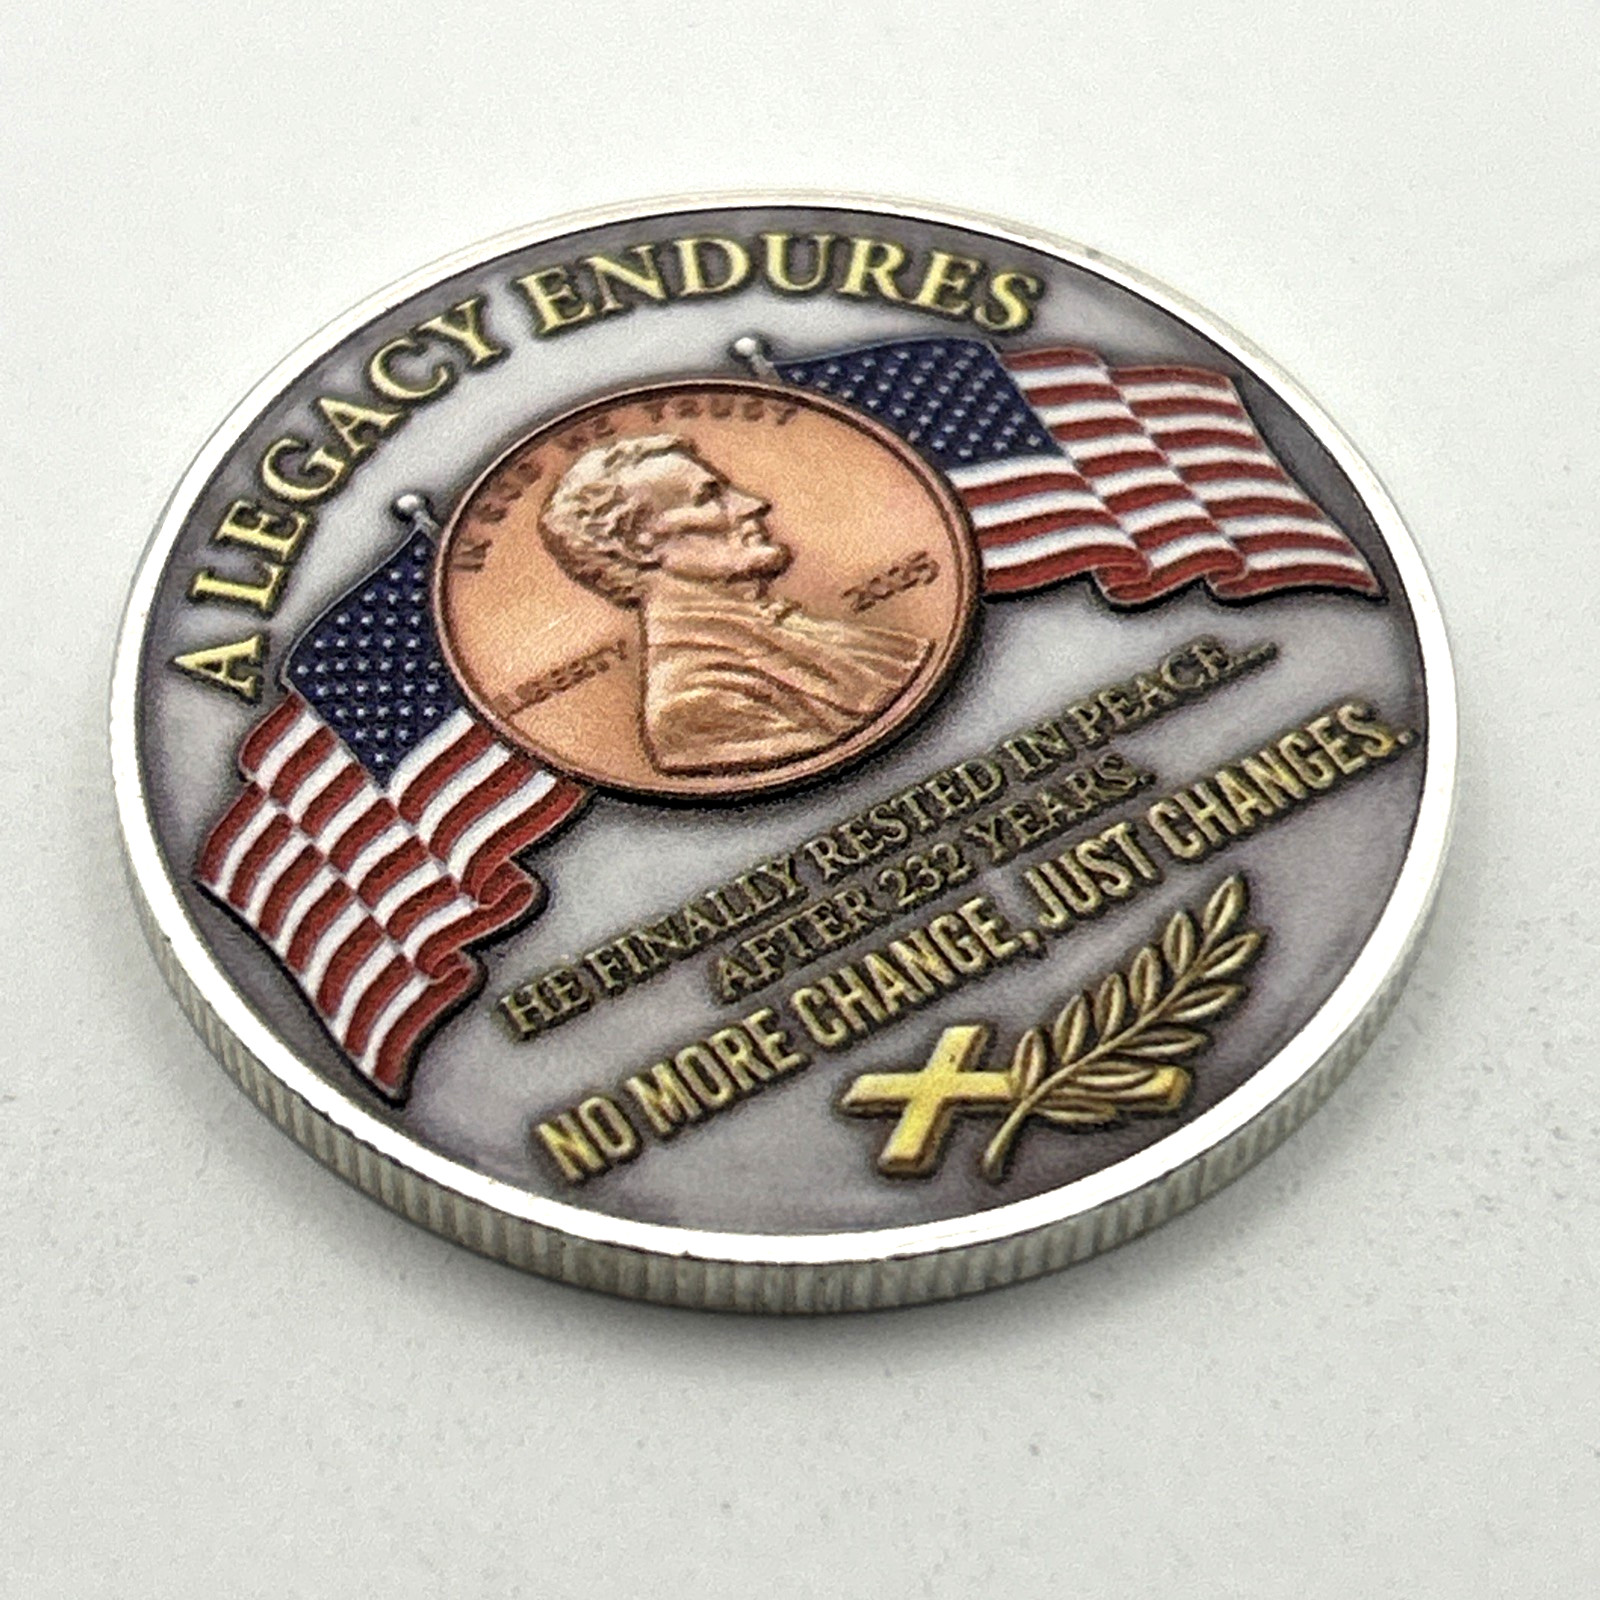 A LEGACY ENDURES
IN GOD WE TRUST
LIBERTY
2025
HE FINALLY RESTED IN PEACE...
AFTER 232 YEARS.
NO MORE CHANGE, JUST CHANGES.